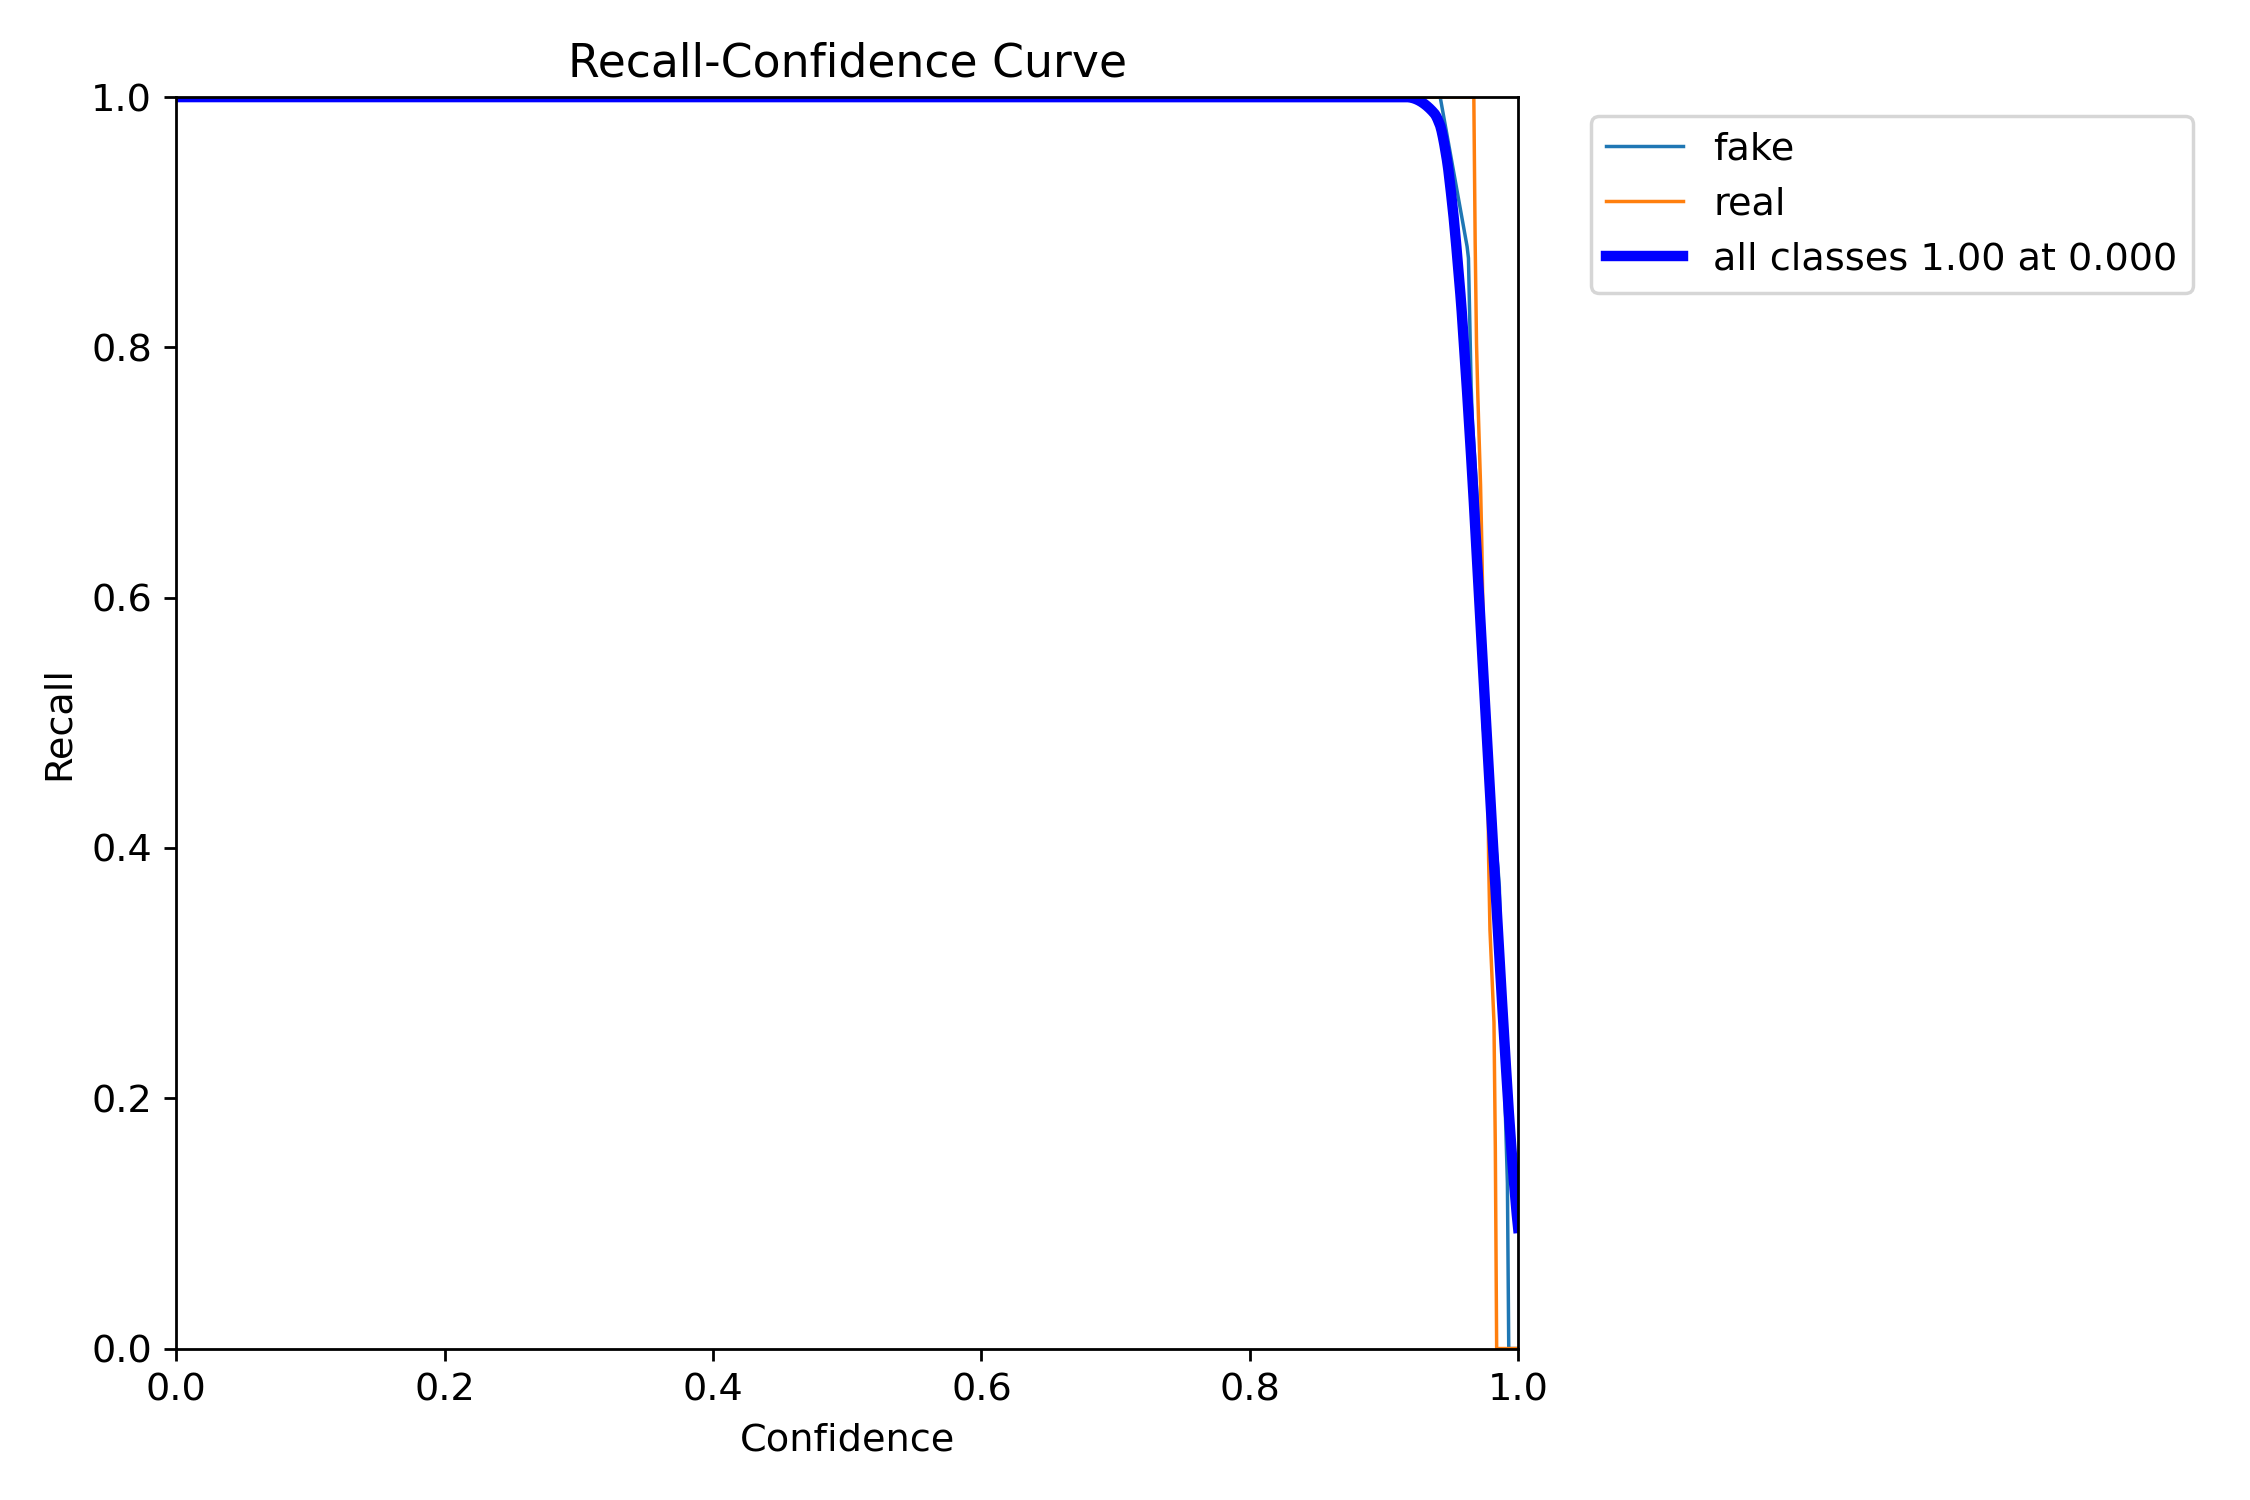 Recall-Confidence Curve
1.0
0.8
0.6
0.4
0.2
0.0
Recall
0.0 0.2 0.4 0.6 0.8 1.0
Confidence
fake
real
all classes 1.00 at 0.000